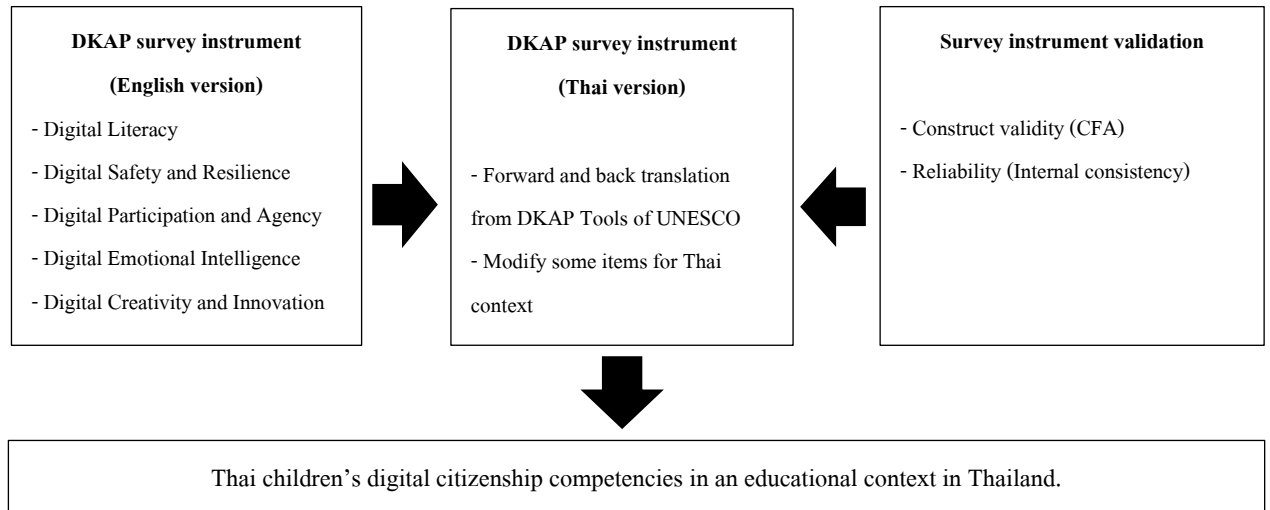 DKAP survey instrument
(English version)
- Digital Literacy
- Digital Safety and Resilience
- Digital Participation and Agency
- Digital Emotional Intelligence
- Digital Creativity and Innovation
DKAP survey instrument
(Thai version)
- Forward and back translation
from DKAP Tools of UNESCO
- Modify some items for Thai
context
Survey instrument validation
- Construct validity (CFA)
- Reliability (Internal consistency)
Thai children’s digital citizenship competencies in an educational context in Thailand.